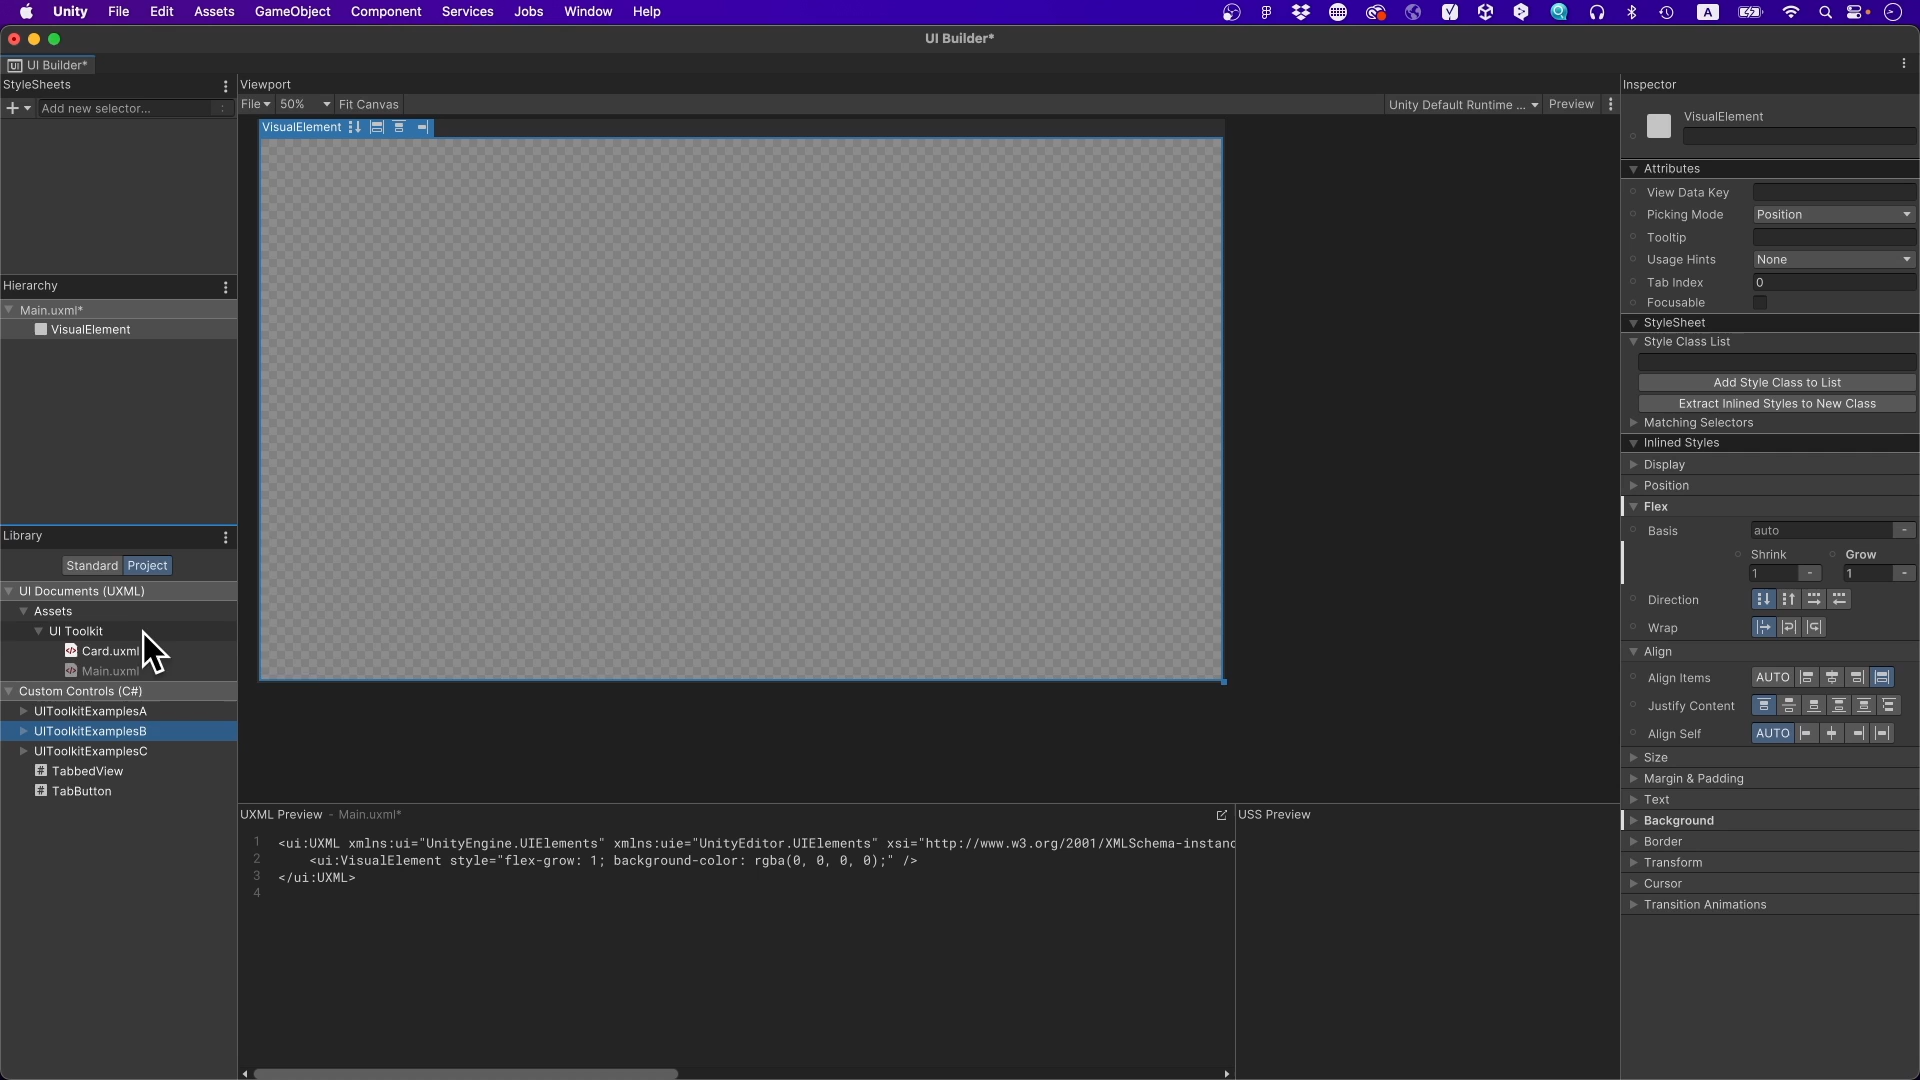 Unity File Edit Assets GameObject Component Services Jobs Window Help A
UI Builder*
UI Builder*
StyleSheets
Add new selector...
Viewport
File 50% Fit Canvas
Unity Default Runtime ... Preview
VisualElement
Hierarchy
Main.uxml*
VisualElement
Library
Standard Project
UI Documents (UXML)
Assets
UI Toolkit
Card.uxml
Main.uxml
Custom Controls (C#)
UIToolkitExamplesA
UIToolkitExamplesB
UIToolkitExamplesC
TabbedView
TabButton
UXML Preview - Main.uxml*
1 <ui:UXML xmlns:ui="UnityEngine.UIElements" xmlns:uie="UnityEditor.UIElements" xsi="http://www.w3.org/2001/XMLSchema-instanc
2 <ui:VisualElement style="flex-grow: 1; background-color: rgba(0, 0, 0, 0);" />
3 </ui:UXML>
4
USS Preview
Inspector
VisualElement
Attributes
View Data Key
Picking Mode Position
Tooltip
Usage Hints None
Tab Index 0
Focusable
StyleSheet
Style Class List
Add Style Class to List
Extract Inlined Styles to New Class
Matching Selectors
Inlined Styles
Display
Position
Flex
Basis auto -
Shrink Grow
1 - 1 -
Direction
Wrap
Align
Align Items AUTO
Justify Content
Align Self AUTO
Size
Margin & Padding
Text
Background
Border
Transform
Cursor
Transition Animations